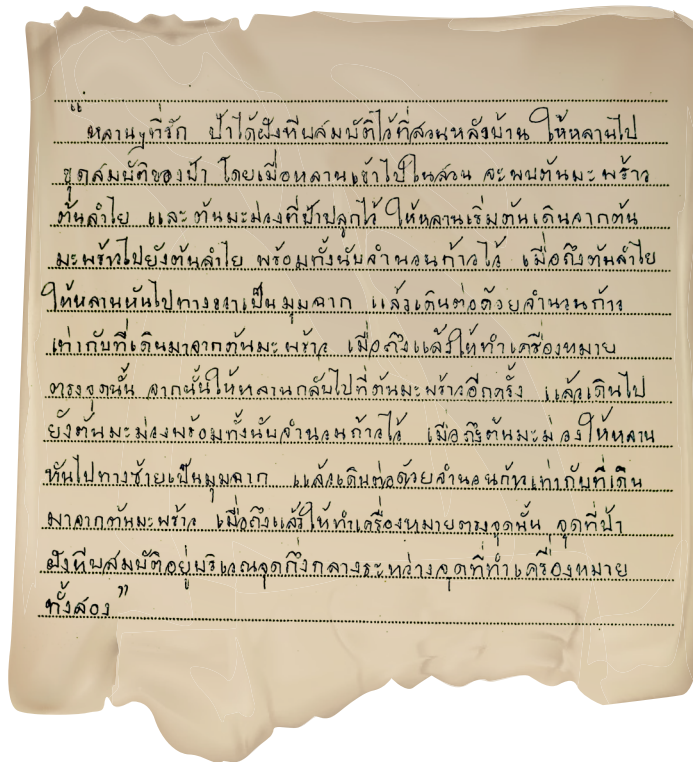 “หลานๆที่รัก ป้าได้ฝังหีบสมบัติไว้ที่สวนหลังบ้าน ให้หลานไป
ขุดสมบัติของป้า โดยเมื่อหลานเข้าไปในสวน จะพบต้นมะพร้าว
ต้นลำไย และต้นมะม่วงที่ป้าปลูกไว้ ให้หลานเริ่มต้นเดินจากต้น
มะพร้าวไปยังต้นลำไย พร้อมทั้งนับจำนวนก้าวไว้ เมื่อถึงต้นลำไย
ให้หลานหันไปทางขวาเป็นมุมฉาก แล้วเดินต่อด้วยจำนวนก้าว
เท่ากับที่เดินมาจากต้นมะพร้าว เมื่อถึงแล้วให้ทำเครื่องหมาย
ตรงจุดนั้น จากนั้นให้หลานกลับไปที่ต้นมะพร้าวอีกครั้ง แล้วเดินไป
ยังต้นมะม่วงพร้อมทั้งนับจำนวนก้าวไว้ เมื่อถึงต้นมะม่วงให้หลาน
หันไปทางซ้ายเป็นมุมฉาก แล้วเดินต่อด้วยจำนวนก้าวเท่ากับที่เดิน
มาจากต้นมะพร้าว เมื่อถึงแล้วให้ทำเครื่องหมายตรงจุดนั้น จุดที่ป้า
ฝังหีบสมบัติอยู่บริเวณจุดกึ่งกลางระหว่างจุดที่ทำเครื่องหมาย
ทั้งสอง”